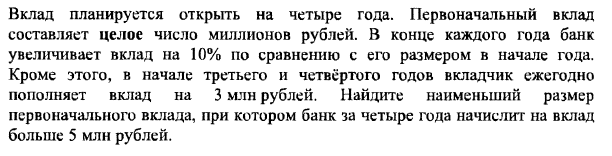 Вклад планируется открыть на четыре года. Первоначальный вклад
составляет целое число миллионов рублей. В конце каждого года банк
увеличивает вклад на 10% по сравнению с его размером в начале года.
Кроме этого, в начале третьего и четвёртого годов вкладчик ежегодно
пополняет вклад на 3 млн рублей. Найдите наименьший размер
первоначального вклада, при котором банк за четыре года начислит на вклад
больше 5 млн рублей.